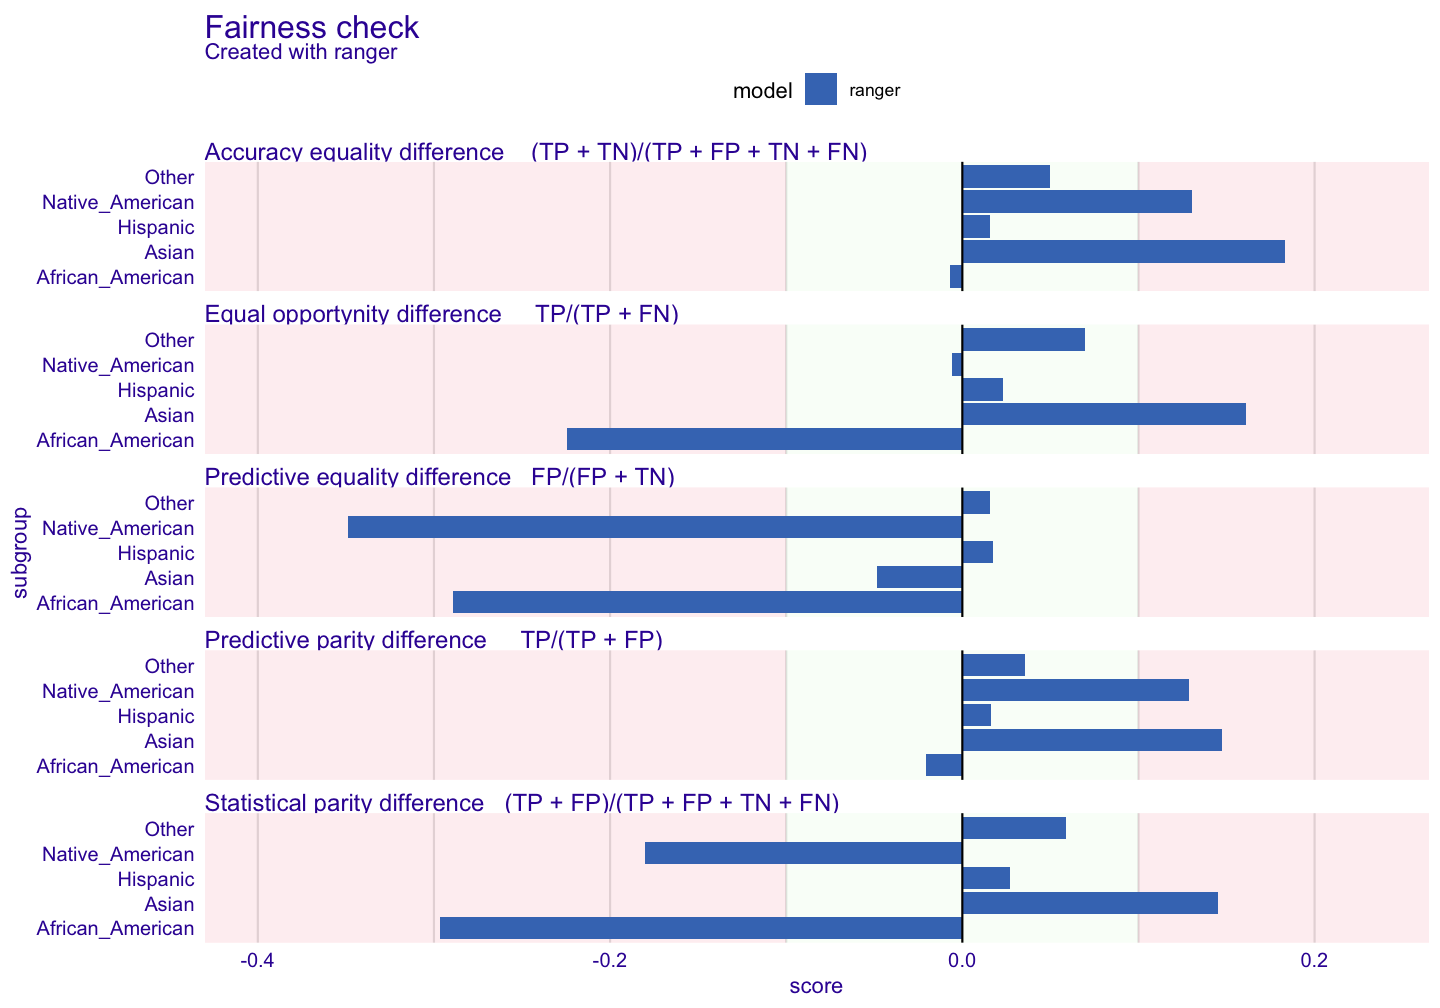 Fairness check
Created with ranger
model ranger
Accuracy equality difference (TP + TN)/(TP + FP + TN + FN)
Other
Native_American
Hispanic
Asian
African_American
Equal opportynity difference TP/(TP + FN)
Other
Native_American
Hispanic
Asian
African_American
Predictive equality difference FP/(FP + TN)
Other
Native_American
Hispanic
Asian
African_American
Predictive parity difference TP/(TP + FP)
Other
Native_American
Hispanic
Asian
African_American
Statistical parity difference (TP + FP)/(TP + FP + TN + FN)
Other
Native_American
Hispanic
Asian
African_American
subgroup
-0.4 -0.2 0.0 0.2
score